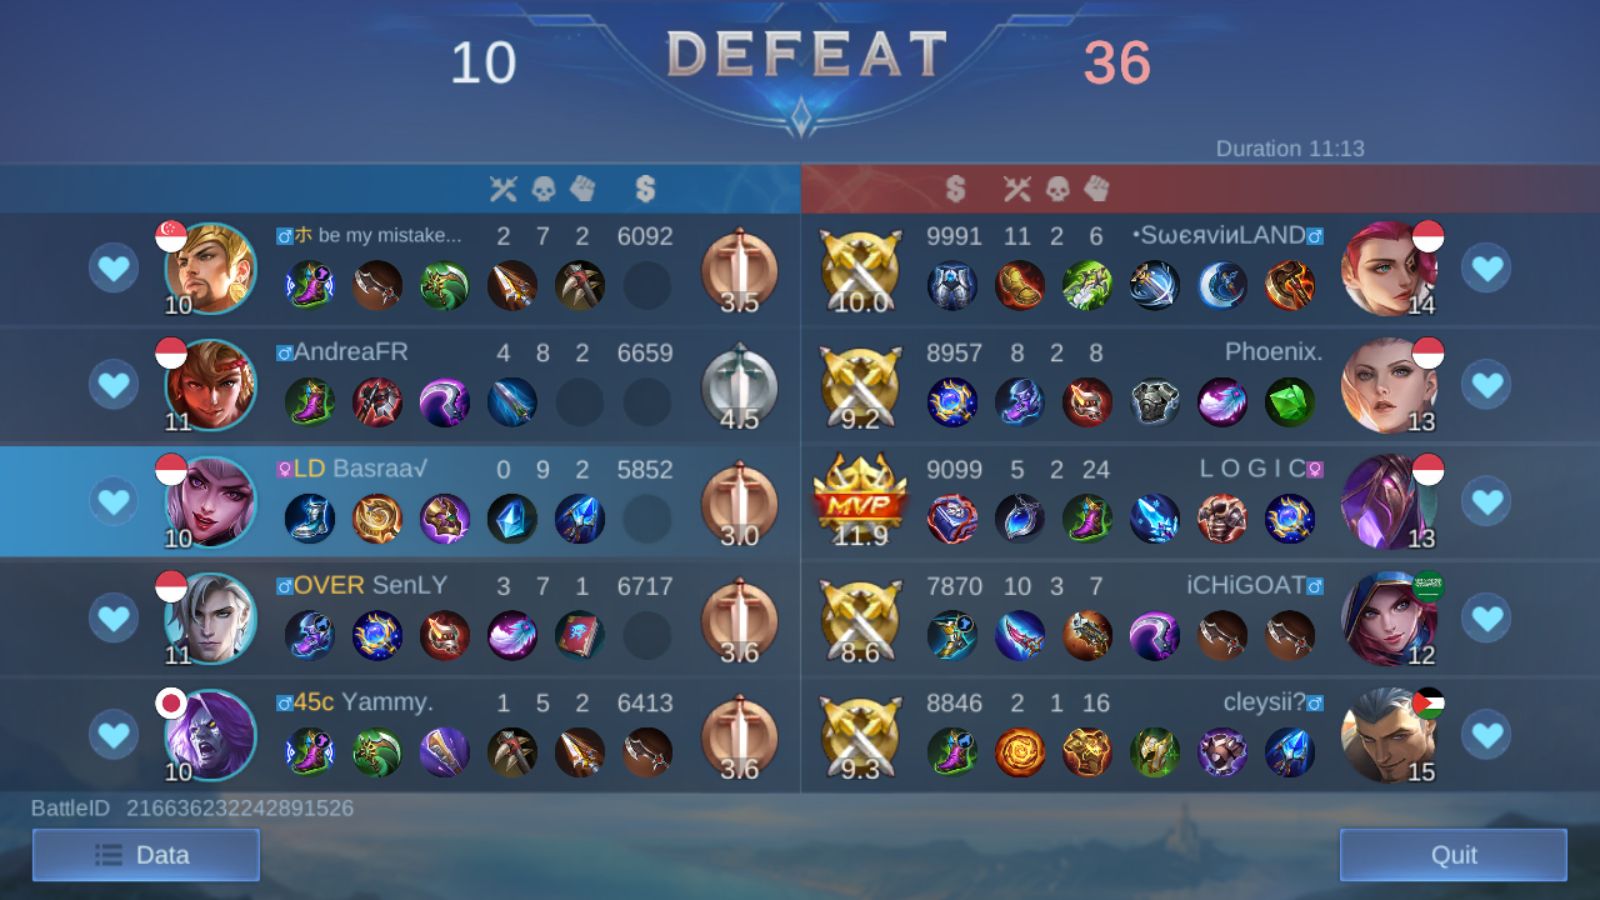 10 DEFEAT 36
Duration 11:13
ホ be my mistake... 2 7 2 6092
10 3.5
9991 11 2 6 •SωєяviиLAND
10.0 14
AndreaFR 4 8 2 6659
11 4.5
8957 8 2 8 Phoenix.
9.2 13
LD Basraa√ 0 9 2 5852
10 3.0
9099 5 2 24 L O G I C
MVP
11.9 13
OVER SenLY 3 7 1 6717
11 3.6
7870 10 3 7 iCHiGOAT
8.6 12
45c Yammy. 1 5 2 6413
10 3.6
8846 2 1 16 cleysii?
9.3 15
BattleID 216636232242891526
Data
Quit